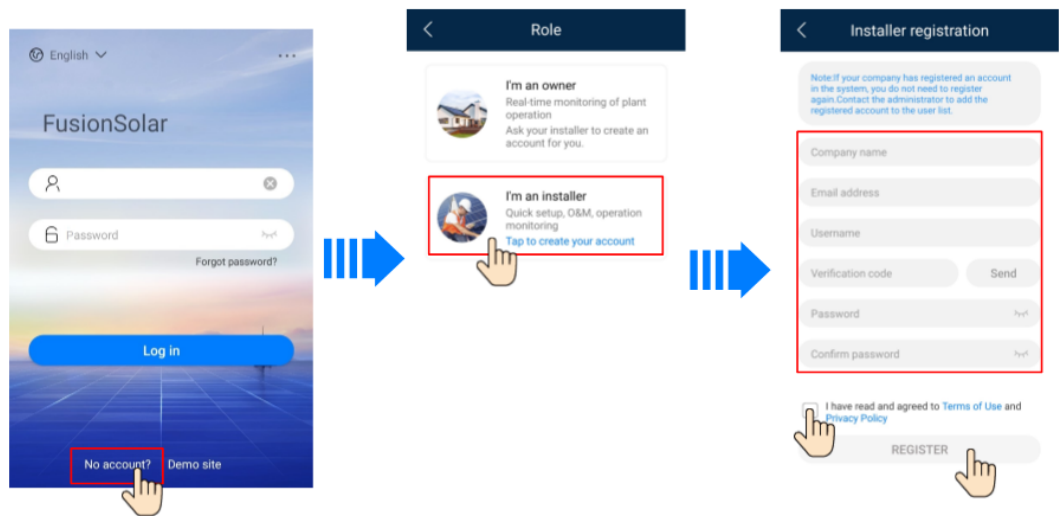 English
...
FusionSolar
Password
Forgot password?
Log in
No account? Demo site
Role
I'm an owner
Real-time monitoring of plant
operation
Ask your installer to create an
account for you.
I'm an installer
Quick setup, O&M, operation
monitoring
Tap to create your account
Installer registration
Note:If your company has registered an account
in the system, you do not need to register
again.Contact the administrator to add the
registered account to the user list.
Company name
Email address
Username
Verification code Send
Password
Confirm password
I have read and agreed to Terms of Use and
Privacy Policy
REGISTER